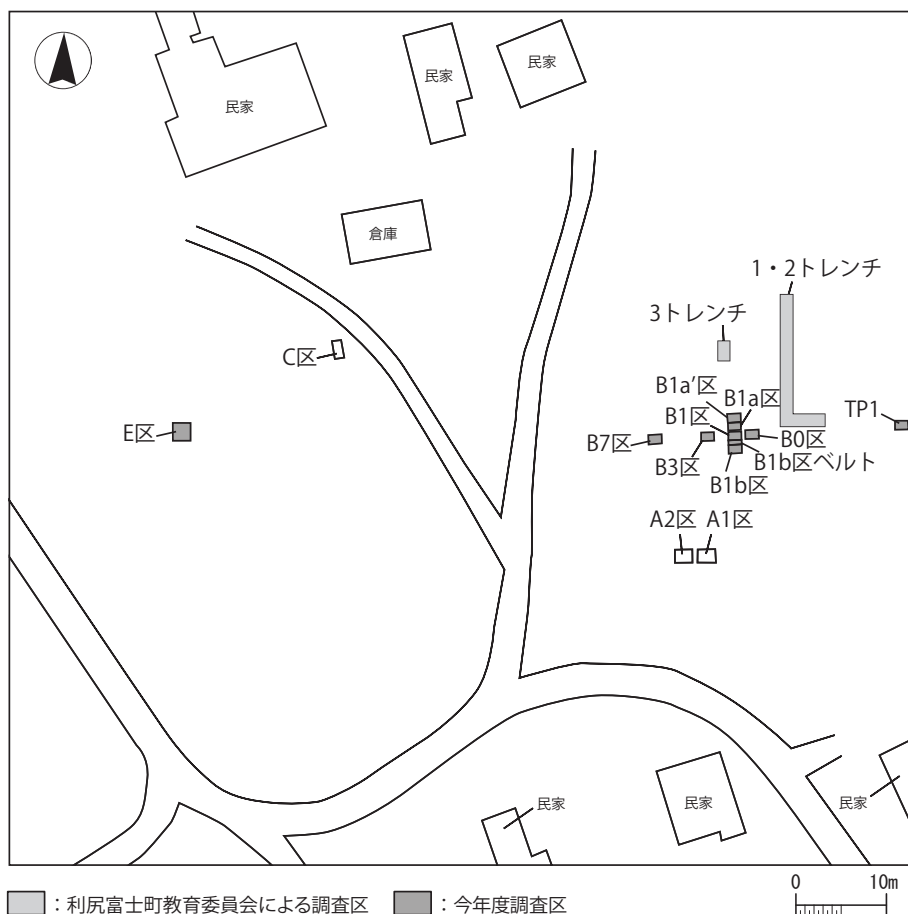 民家
民家
民家
倉庫
1・2トレンチ
3トレンチ
C区
B1a’区
B1a区
B1区
TP1
E区
B7区
B3区
B0区
B1b区ベルト
B1b区
A2区
A1区
民家
民家
民家
0
10m
：利尻富士町教育委員会による調査区
：今年度調査区